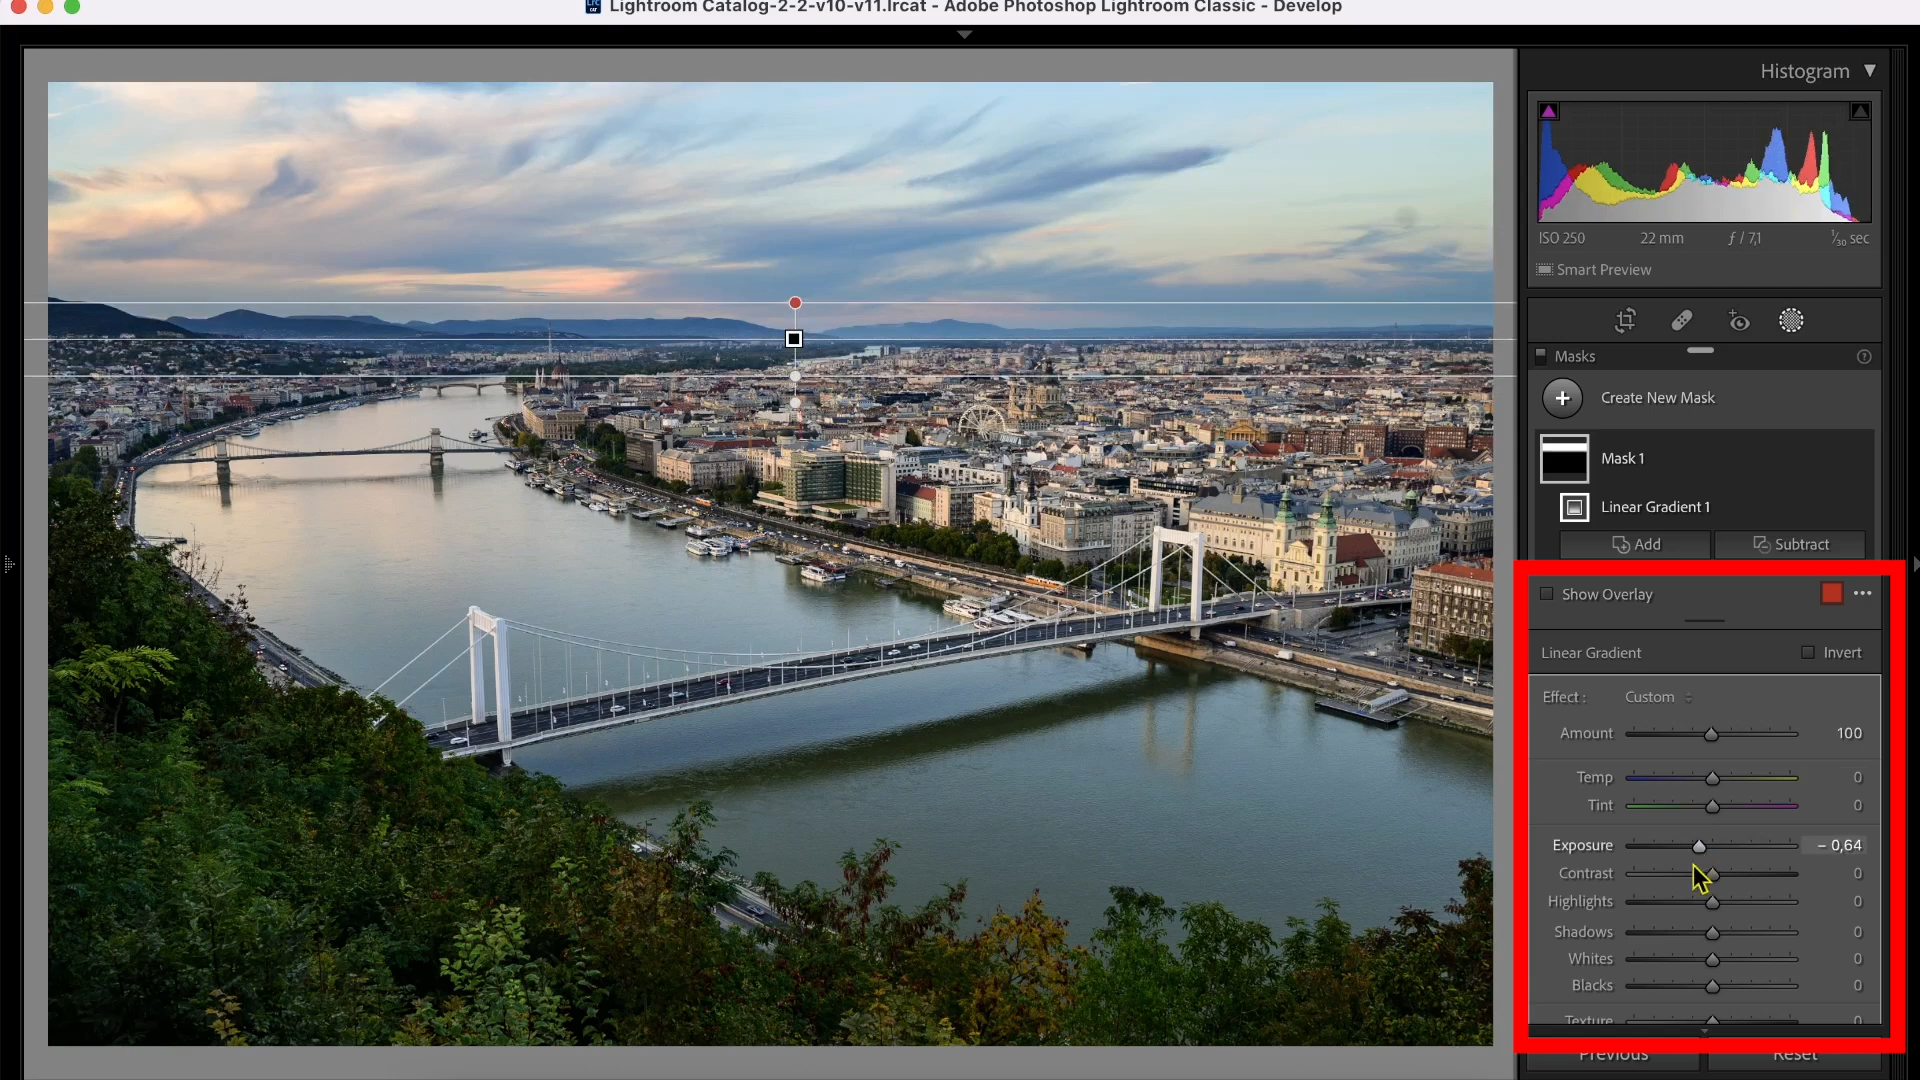 Lightroom Catalog-2-2-v10-v11.lrcat - Adobe Photoshop Lightroom Classic - Develop
Histogram
ISO 250 22 mm ƒ / 7,1 1/30 sec
Smart Preview
Masks
Create New Mask
Mask 1
Linear Gradient 1
Add Subtract
Show Overlay
Linear Gradient Invert
Effect : Custom
Amount 100
Temp 0
Tint 0
Exposure – 0,64
Contrast 0
Highlights 0
Shadows 0
Whites 0
Blacks 0
Texture 0
Previous Reset